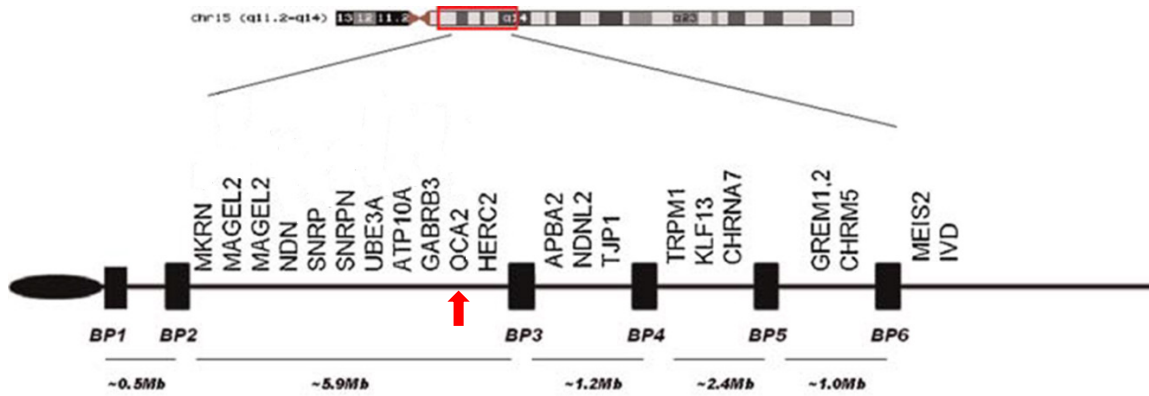 chr15 (q11.2-q14) 13 12 11.2 q14 q23
MKRN
MAGEL2
MAGEL2
NDN
SNRP
SNRPN
UBE3A
ATP10A
GABRB3
OCA2
HERC2
APBA2
NDNL2
TJP1
TRPM1
KLF13
CHRNA7
GREM1.2
CHRM5
MEIS2
IVD
BP1 BP2 BP3 BP4 BP5 BP6
~0.5Mb ~5.9Mb ~1.2Mb ~2.4Mb ~1.0Mb